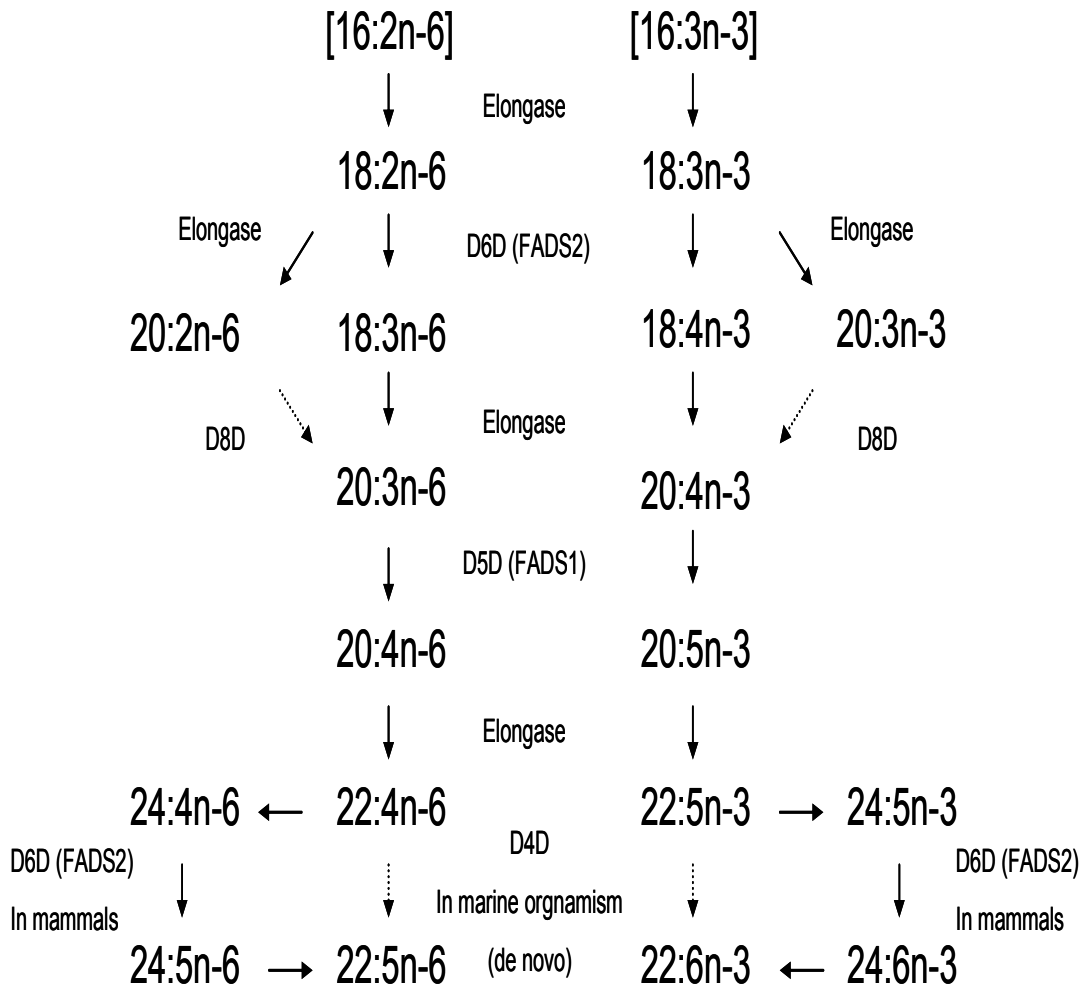 [16:2n-6] [16:3n-3]
Elongase
18:2n-6 18:3n-3
Elongase D6D (FADS2) Elongase
20:2n-6 18:3n-6 18:4n-3 20:3n-3
D8D Elongase D8D
20:3n-6 20:4n-3
D5D (FADS1)
20:4n-6 20:5n-3
Elongase
24:4n-6 22:4n-6 22:5n-3 24:5n-3
D4D
D6D (FADS2) D6D (FADS2)
In mammals In marine orgnamism In mammals
24:5n-6 22:5n-6 (de novo) 22:6n-3 24:6n-3